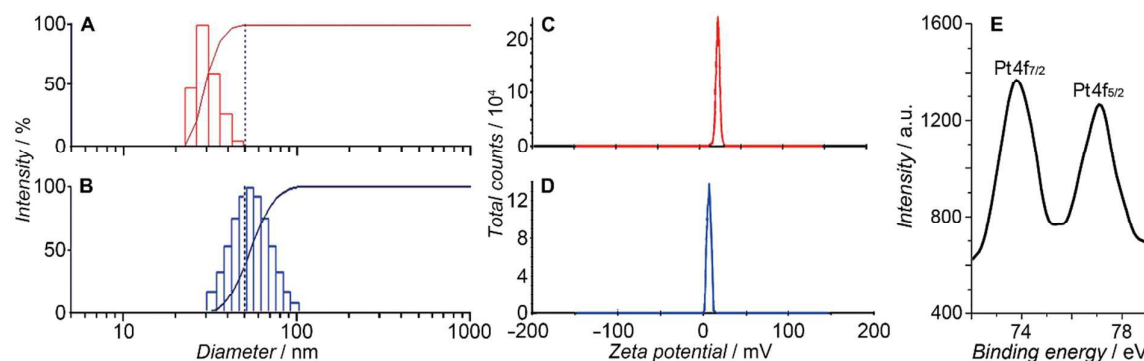 A
100%
50
0
Intensity / %
B
100
50
0
10
100
1000
Diameter / nm
C
20
10
0
Total counts / 10⁴
D
12
8
4
0
−200
−100
0
100
200
Zeta potential / mV
E
1600
1200
800
400
Intensity / a.u.
Pt4f7/2
Pt4f5/2
74
78
Binding energy / eV